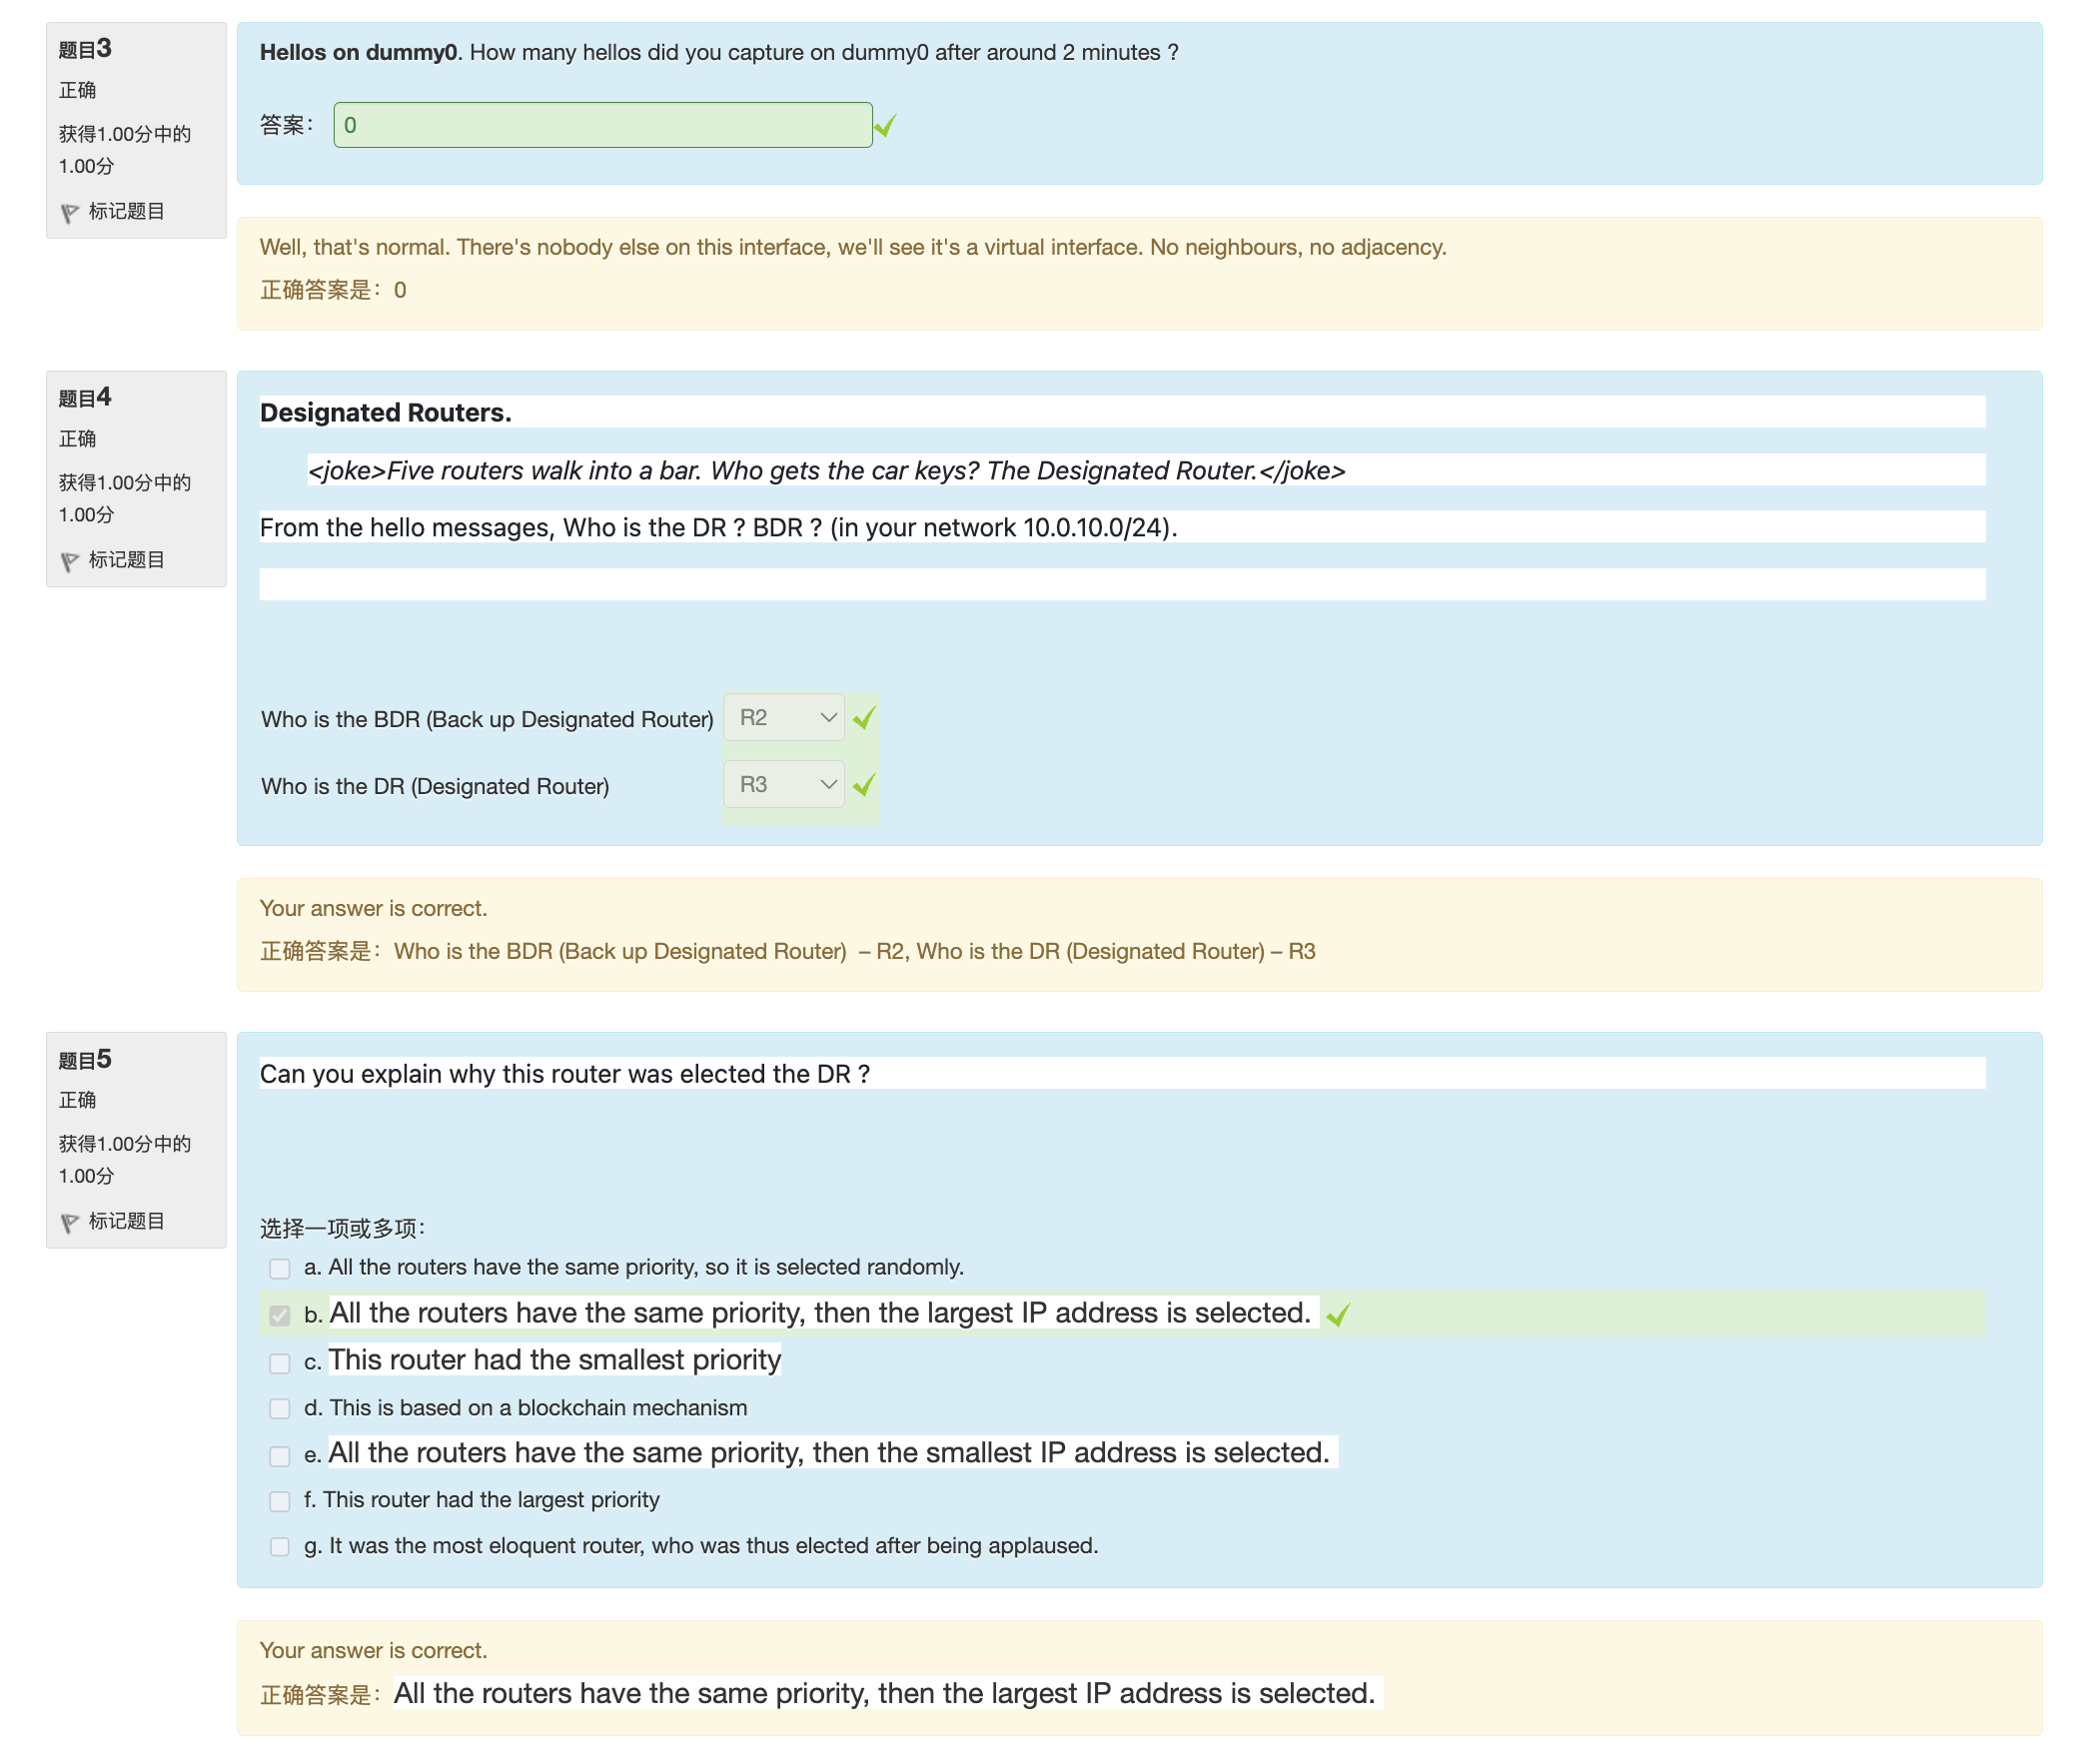 题目3
正确
获得1.00分中的
1.00分
标记题目
Hellos on dummy0. How many hellos did you capture on dummy0 after around 2 minutes ?
答案： 0
Well, that's normal. There's nobody else on this interface, we'll see it's a virtual interface. No neighbours, no adjacency.
正确答案是：0
题目4
正确
获得1.00分中的
1.00分
标记题目
Designated Routers.
<joke>Five routers walk into a bar. Who gets the car keys? The Designated Router.</joke>
From the hello messages, Who is the DR ? BDR ? (in your network 10.0.10.0/24).
Who is the BDR (Back up Designated Router) R2
Who is the DR (Designated Router) R3
Your answer is correct.
正确答案是：Who is the BDR (Back up Designated Router) – R2, Who is the DR (Designated Router) – R3
题目5
正确
获得1.00分中的
1.00分
标记题目
Can you explain why this router was elected the DR ?
选择一项或多项：
a. All the routers have the same priority, so it is selected randomly.
b. All the routers have the same priority, then the largest IP address is selected.
c. This router had the smallest priority
d. This is based on a blockchain mechanism
e. All the routers have the same priority, then the smallest IP address is selected.
f. This router had the largest priority
g. It was the most eloquent router, who was thus elected after being applaused.
Your answer is correct.
正确答案是：All the routers have the same priority, then the largest IP address is selected.